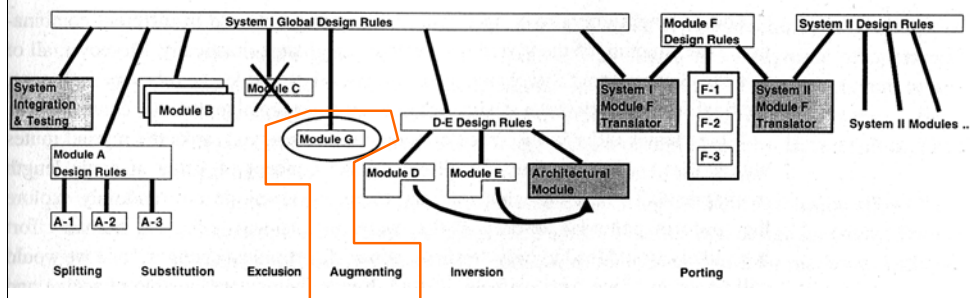 System I Global Design Rules
Module F
Design Rules
System II Design Rules
System
Integration
& Testing
Module B
Module C
Module G
D-E Design Rules
System I
Module F
Translator
F-1
F-2
F-3
System II
Module F
Translator
System II Modules ..
Module A
Design Rules
Module D
Module E
Architectural
Module
A-1
A-2
A-3
Splitting
Substitution
Exclusion
Augmenting
Inversion
Porting